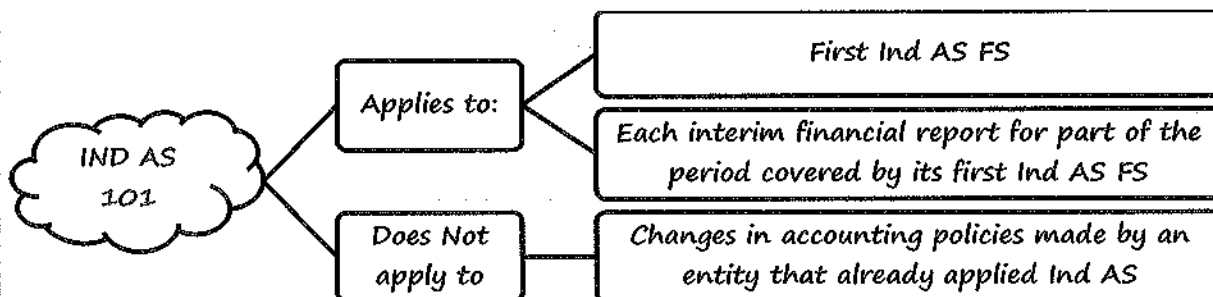 IND AS
101
Applies to:
First Ind AS FS
Each interim financial report for part of the
period covered by its first Ind AS FS
Does Not
apply to
Changes in accounting policies made by an
entity that already applied Ind AS